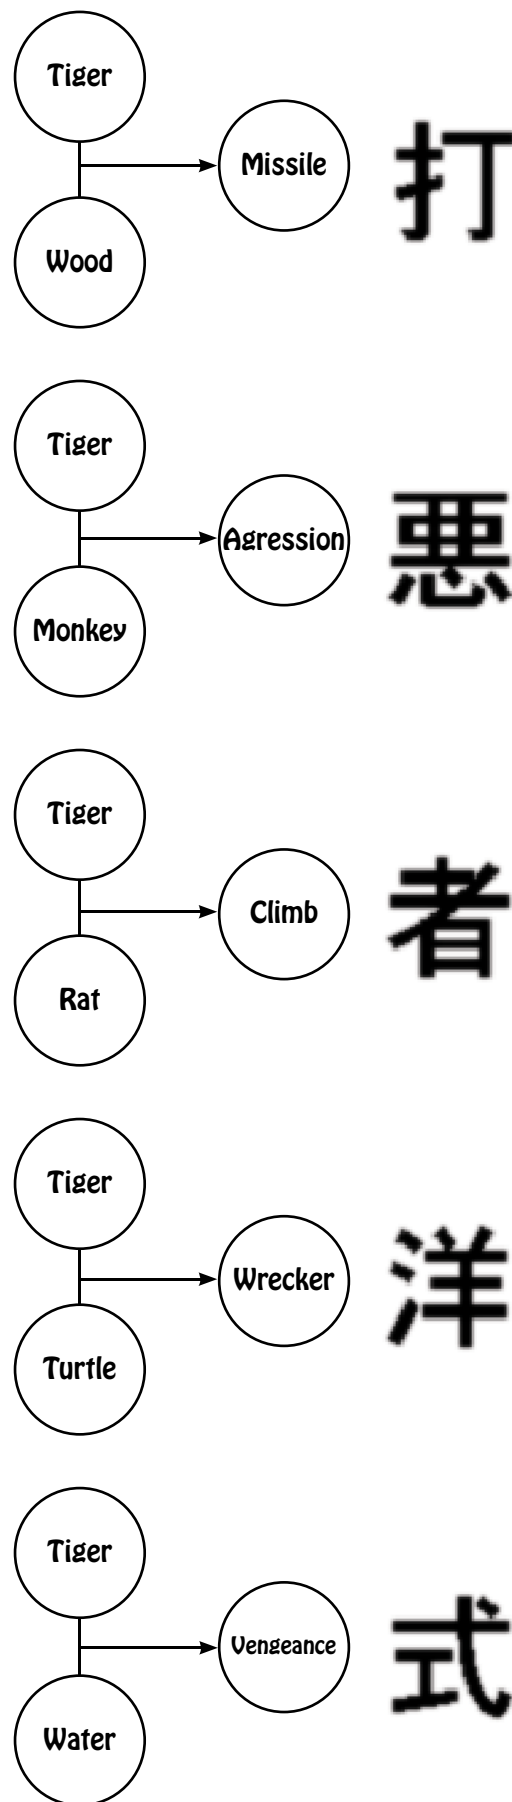 Tiger
Missile
打
Wood
Tiger
Agression
悪
Monkey
Tiger
Climb
者
Rat
Tiger
Wrecker
洋
Turtle
Tiger
Vengeance
式
Water